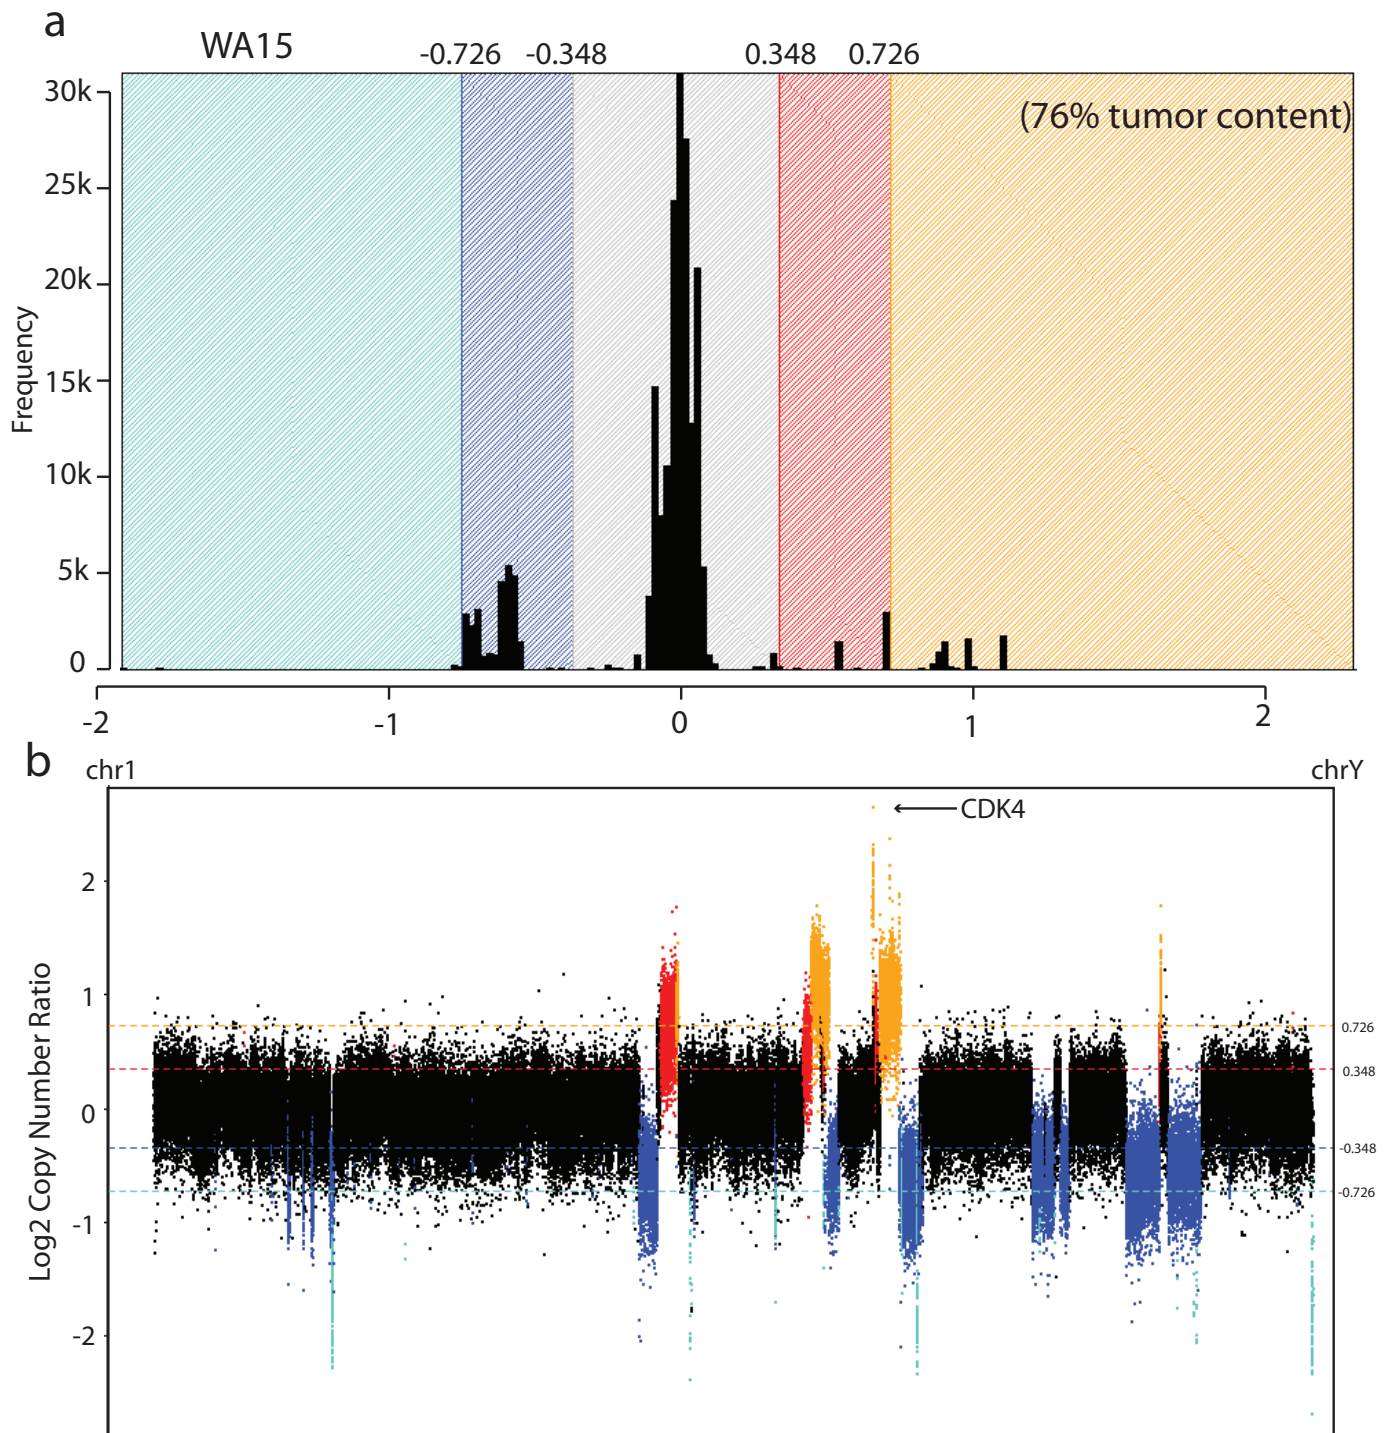 a
WA15 -0.726 -0.348 0.348 0.726
30k
(76% tumor content)
25k
20k
15k
10k
5k
0
Frequency
-2 -1 0 1 2
b
chr1 chrY
CDK4
2
1
0
-1
-2
Log2 Copy Number Ratio
0.726
0.348
-0.348
-0.726